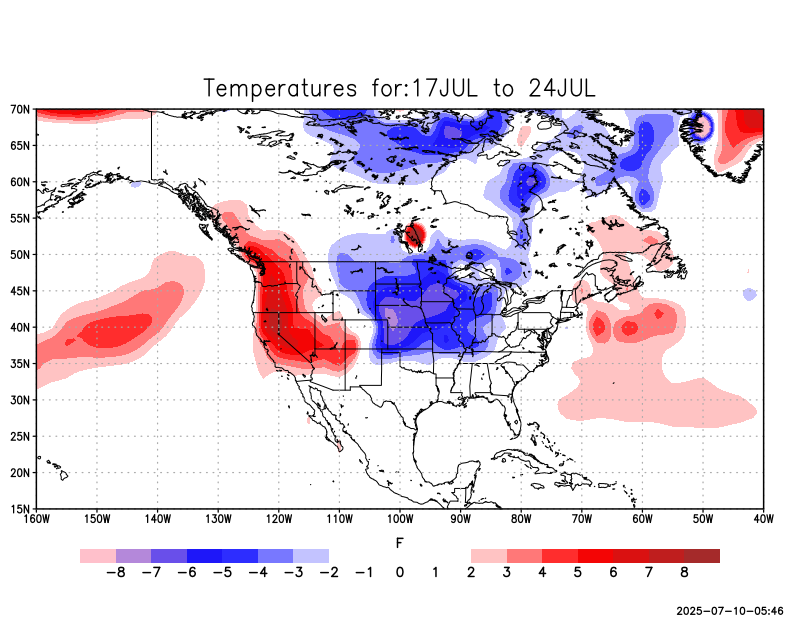 Temperatures for:17JUL to 24JUL
70N
65N
60N
55N
50N
45N
40N
35N
30N
25N
20N
15N
160W 150W 140W 130W 120W 110W 100W 90W 80W 70W 60W 50W 40W
F
-8 -7 -6 -5 -4 -3 -2 -1 0 1 2 3 4 5 6 7 8
2025-07-10-05:46